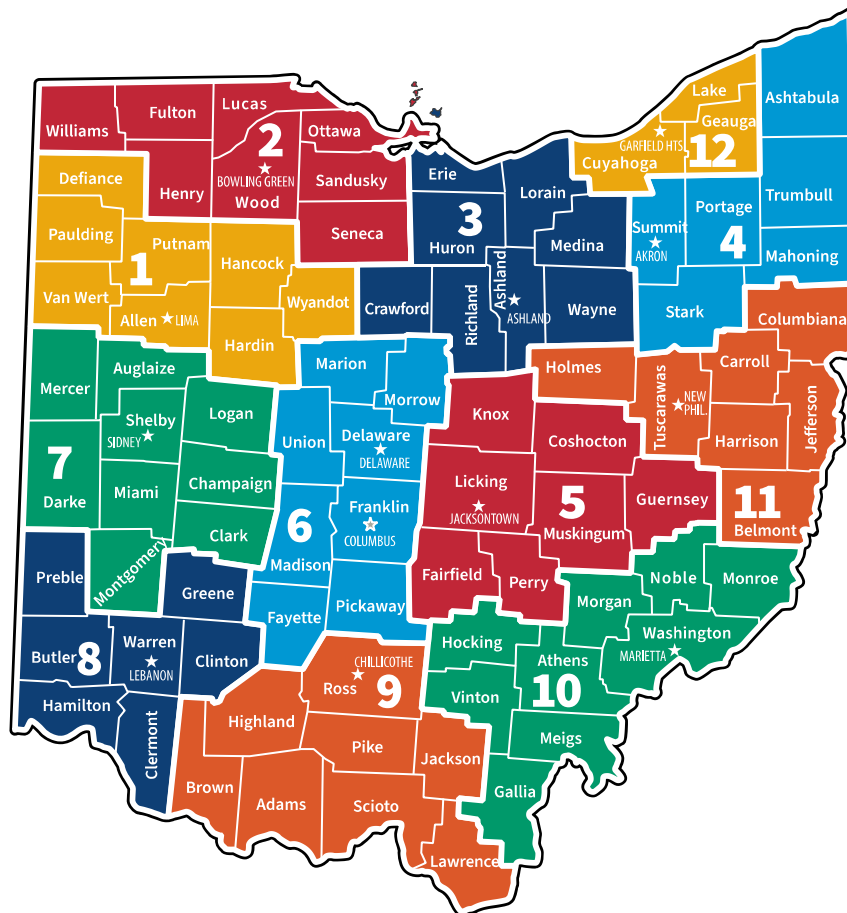 Williams
Fulton
Lucas
2
BOWLING GREEN
Wood
Henry
Ottawa
Sandusky
Seneca
Defiance
Paulding
Putnam
1
Van Wert
Allen
LIMA
Hancock
Wyandot
Hardin
Erie
3
Huron
Lorain
Medina
Crawford
Richland
Ashland
ASHLAND
Wayne
Lake
Geauga
GARFIELD HTS.
Cuyahoga
12
Ashtabula
Summit
AKRON
Portage
4
Trumbull
Mahoning
Stark
Columbiana
Holmes
Tuscarawas
NEW
PHIL.
Carroll
Harrison
Jefferson
11
Belmont
Mercer
Auglaize
Shelby
SIDNEY
Logan
7
Darke
Miami
Champaign
Clark
Montgomery
Marion
Morrow
Union
Delaware
DELAWARE
Franklin
COLUMBUS
6
Madison
Fayette
Pickaway
Knox
Coshocton
Licking
JACKSONTOWN
5
Muskingum
Guernsey
Fairfield
Perry
Preble
Greene
Butler
8
Warren
LEBANON
Clinton
Hamilton
Clermont
CHILLICOTHE
Ross
9
Highland
Pike
Jackson
Brown
Adams
Scioto
Lawrence
Hocking
Athens
10
Vinton
Morgan
Noble
Monroe
Washington
MARIETTA
Meigs
Gallia